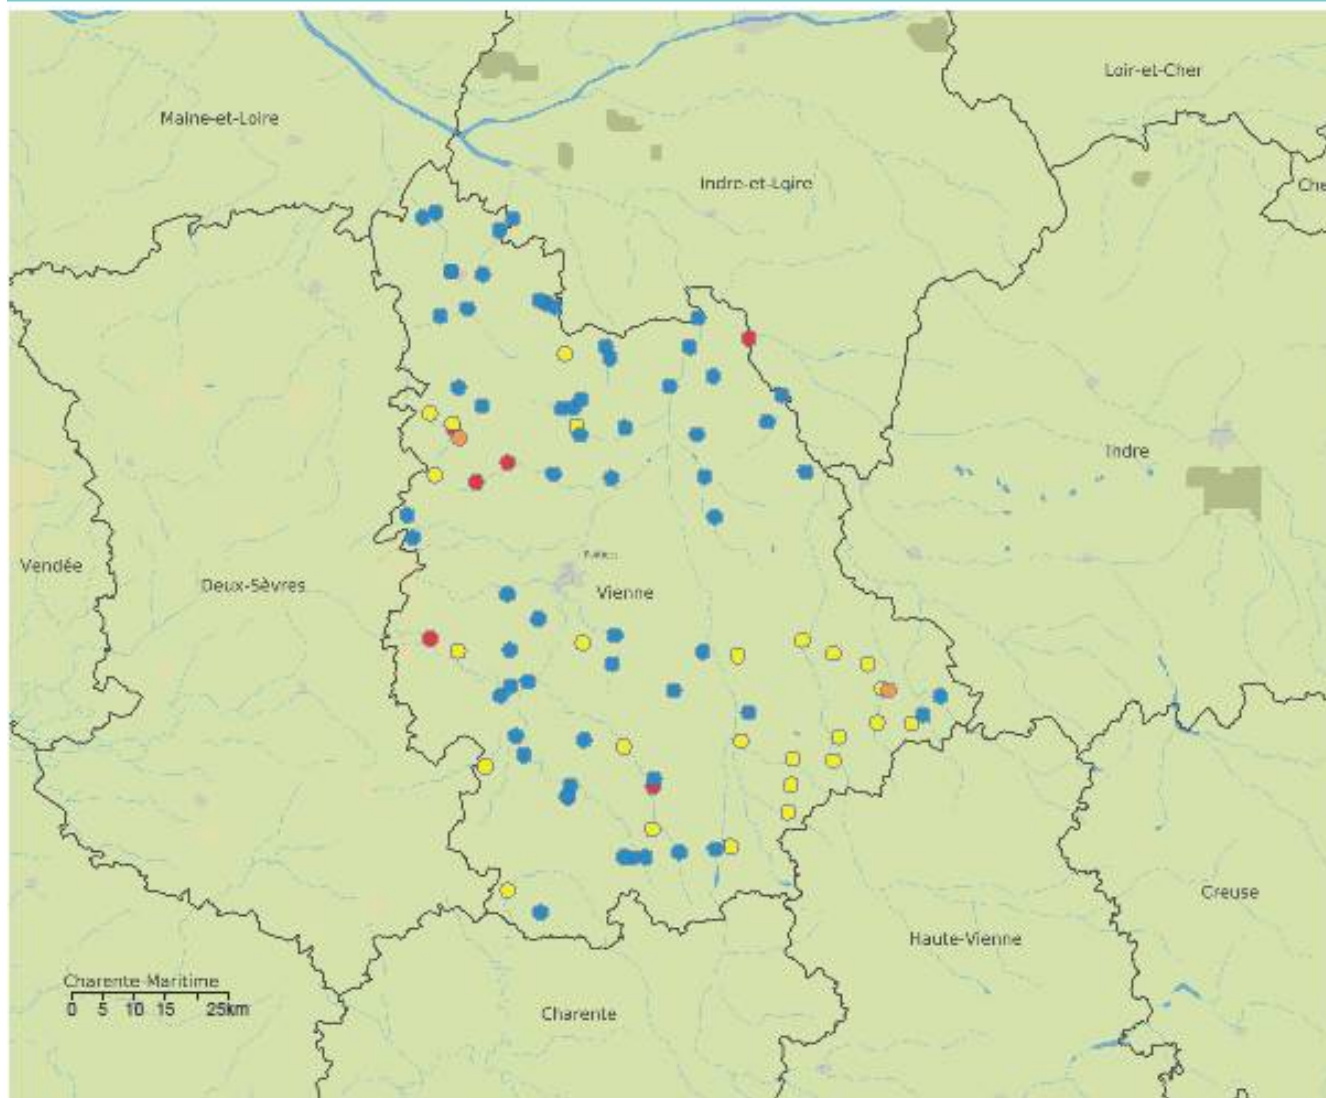 Loir-et-Cher
Maine-et-Loire
Indre-et-Loire
Che
Indre
Vendée
Deux-Sèvres
Vienne
Creuse
Haute-Vienne
Charente-Maritime
0 5 10 15 25km
Charente